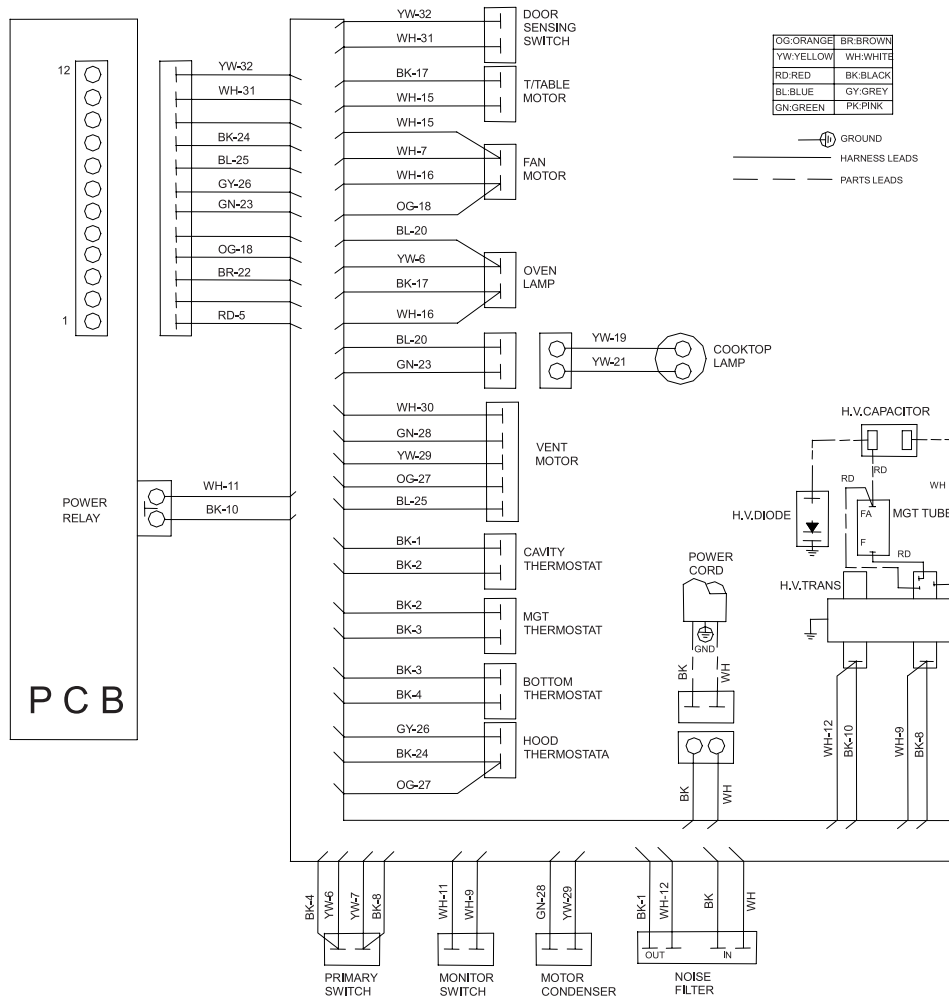 12
1
POWER
RELAY
P C B
YW-32
WH-31
BK-24
BL-25
GY-26
GN-23
OG-18
BR-22
RD-5
WH-11
BK-10
YW-32
WH-31
DOOR
SENSING
SWITCH
BK-17
WH-15
T/TABLE
MOTOR
WH-15
WH-7
WH-16
OG-18
FAN
MOTOR
BL-20
YW-6
BK-17
WH-16
OVEN
LAMP
BL-20
GN-23
YW-19
YW-21
COOKTOP
LAMP
WH-30
GN-28
YW-29
OG-27
BL-25
VENT
MOTOR
BK-1
BK-2
CAVITY
THERMOSTAT
BK-2
BK-3
MGT
THERMOSTAT
BK-3
BK-4
BOTTOM
THERMOSTAT
GY-26
BK-24
OG-27
HOOD
THERMOSTATA
OG:ORANGE BR:BROWN
YW:YELLOW WH:WHITE
RD:RED BK:BLACK
BL:BLUE GY:GREY
GN:GREEN PK:PINK
GROUND
HARNESS LEADS
PARTS LEADS
H.V.CAPACITOR
RD
RD
WH
H.V.DIODE
FA
F
MGT TUBE
RD
H.V.TRANS
POWER
CORD
GND
BK
WH
BK
WH
WH-12
BK-10
WH-9
BK-8
BK-4
YW-6
YW-7
BK-8
PRIMARY
SWITCH
WH-11
WH-9
MONITOR
SWITCH
GN-28
YW-29
MOTOR
CONDENSER
BK-1
WH-12
BK
WH
OUT
IN
NOISE
FILTER